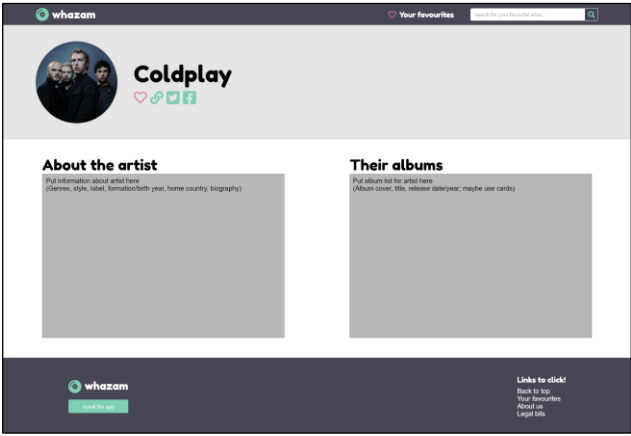 whazam
Your favourites
Search for your favourite artist...
Coldplay
About the artist
Put information about artist here
(Genres, style, label, formation/birth year, home country, biography)
Their albums
Put album list for artist here
(Album cover, title, release date/year; maybe use cards)
whazam
Install the app
Links to click!
Back to top
Your favourites
About us
Legal bits